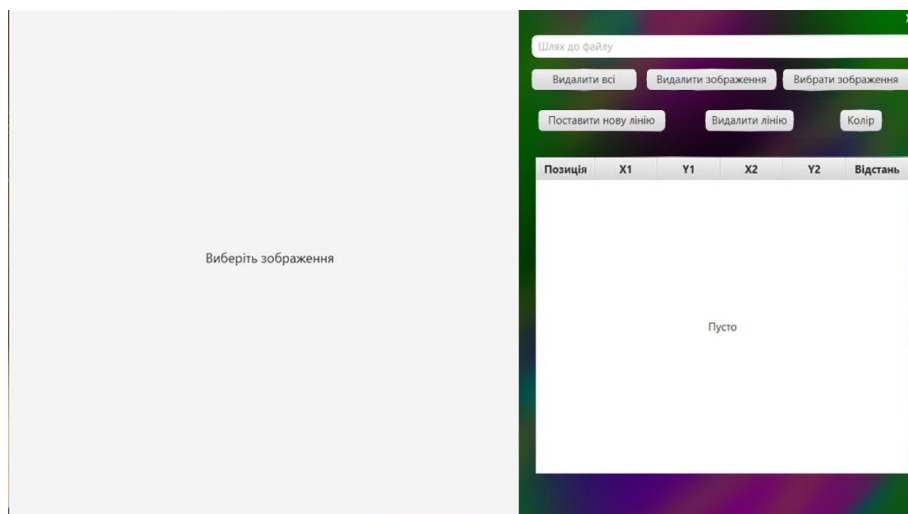 Шлях до файлу
Видалити всі Видалити зображення Вибрати зображення
Поставити нову лінію Видалити лінію Колір
Позиція X1 Y1 X2 Y2 Відстань
Виберіть зображення
Пусто